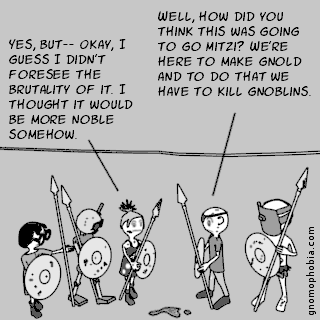 YES, BUT-- OKAY, I
GUESS I DIDN'T
FORESEE THE
BRUTALITY OF IT. I
THOUGHT IT WOULD
BE MORE NOBLE
SOMEHOW.
WELL, HOW DID YOU
THINK THIS WAS GOING
TO GO MITZI? WE'RE
HERE TO MAKE GNOLD
AND TO DO THAT WE
HAVE TO KILL GNOBLINS.
gnomophobia.com